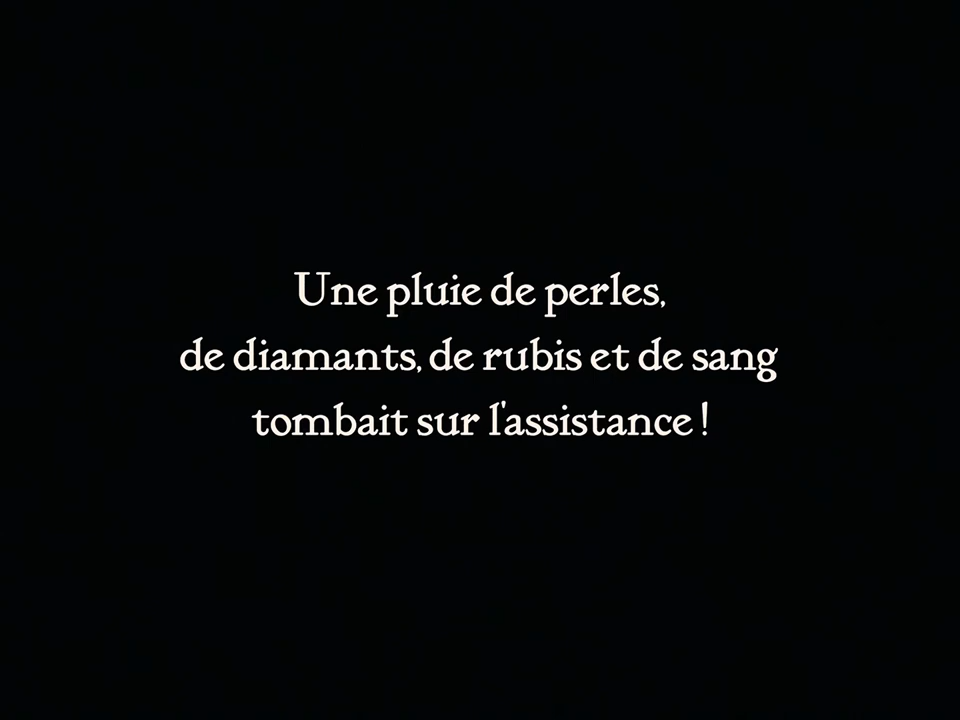 Une pluie de perles,
de diamants, de rubis et de sang
tombait sur l'assistance !